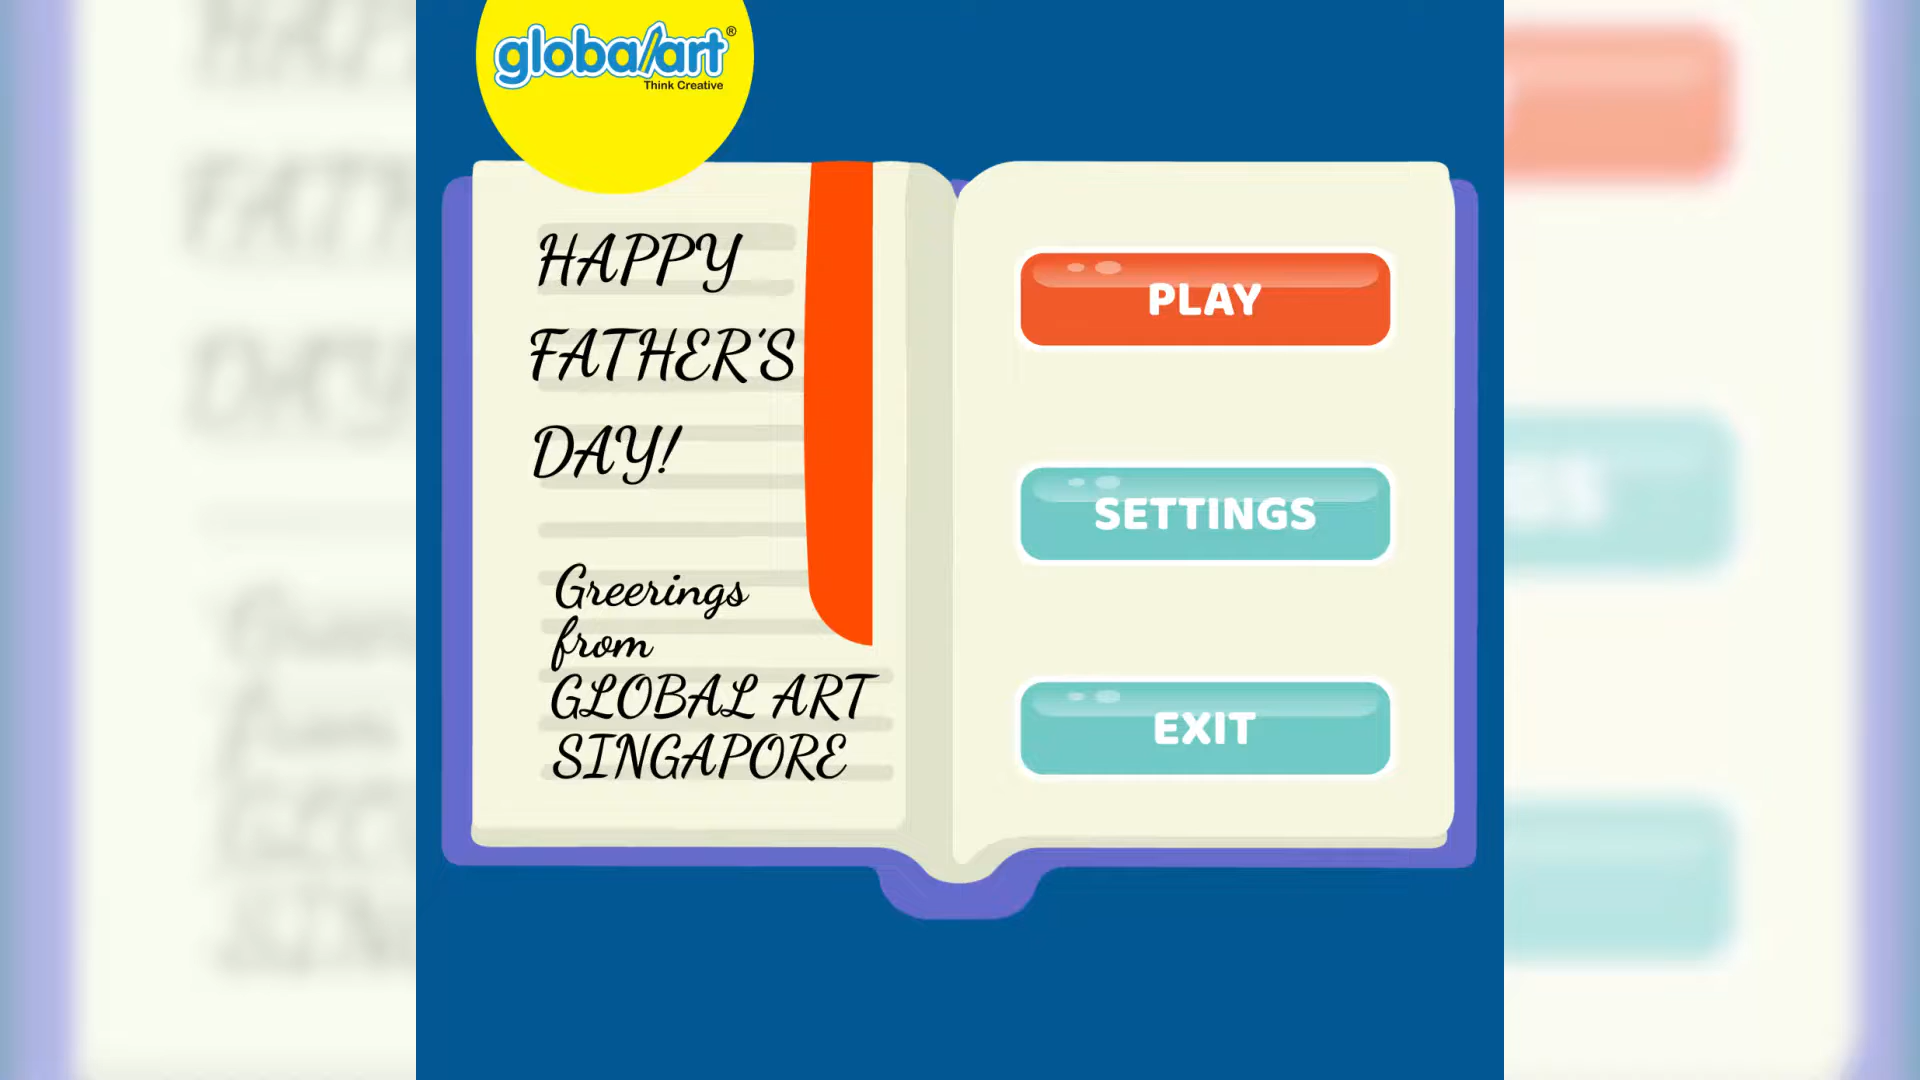 globalart®
Think Creative
HAPPY
FATHER'S
DAY!
Greerings
from
GLOBAL ART
SINGAPORE
PLAY
SETTINGS
EXIT